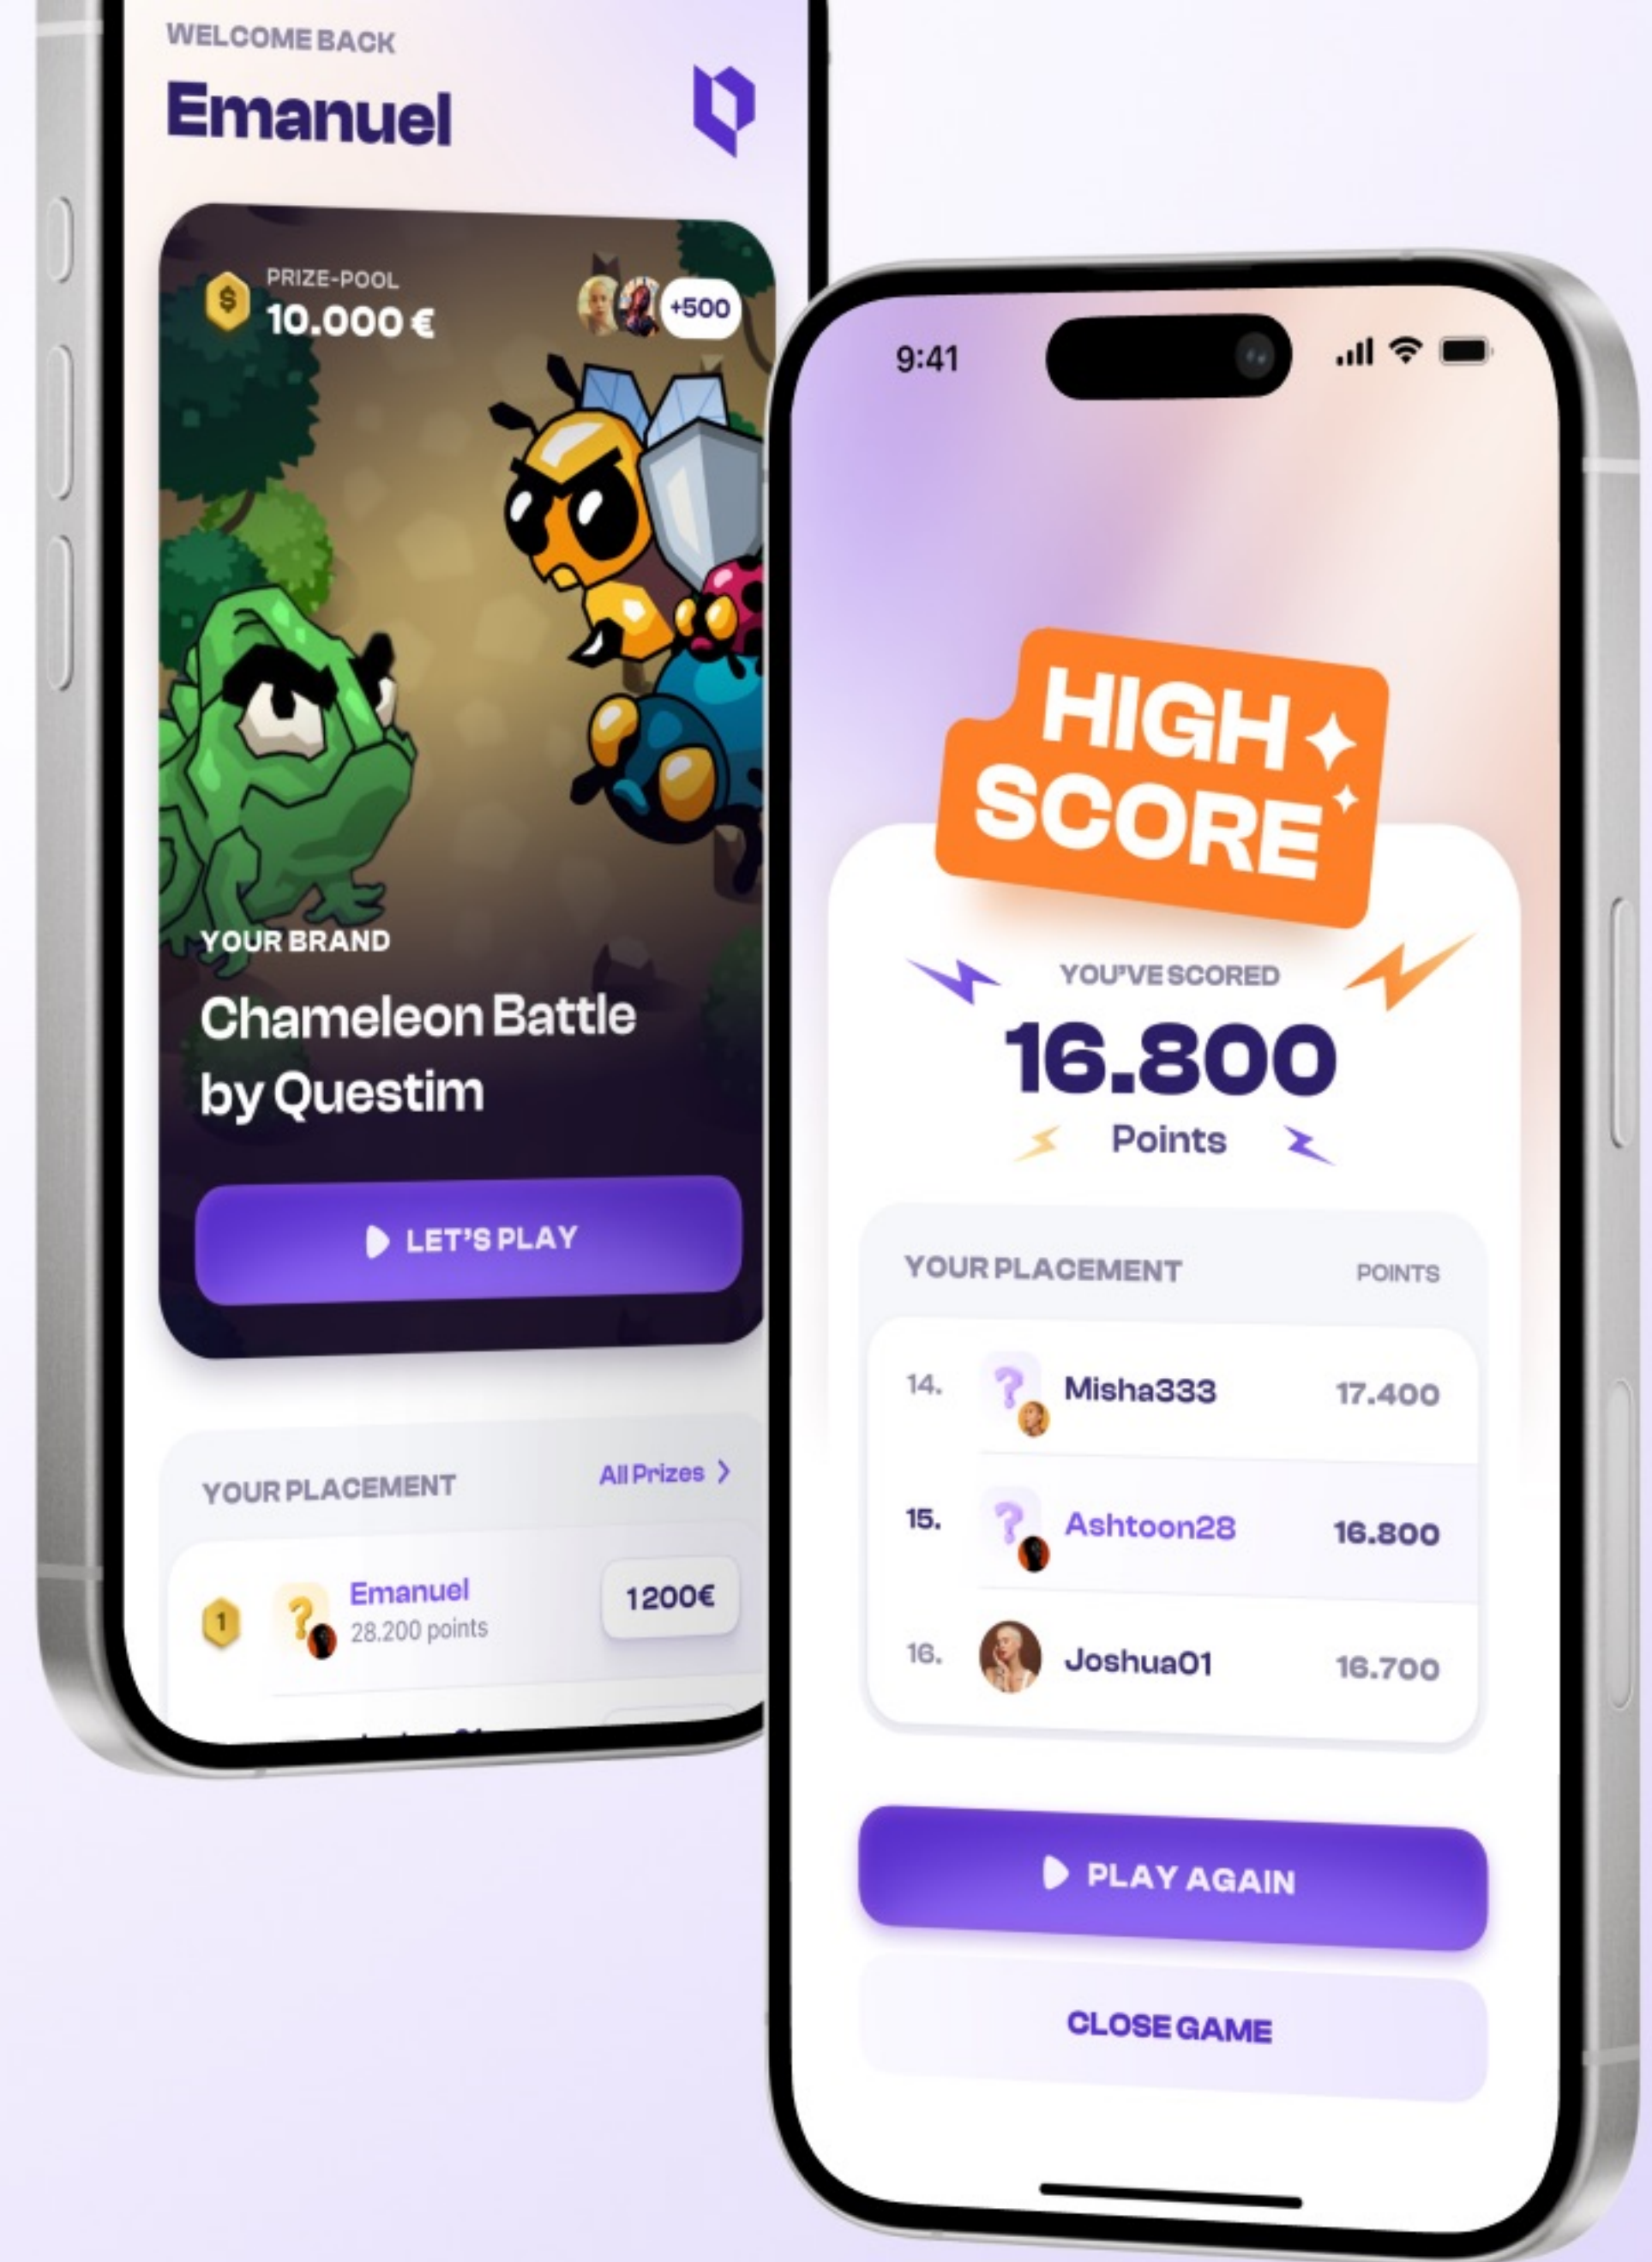 WELCOME BACK
Emanuel
PRIZE-POOL
10.000 €
+500
YOUR BRAND
Chameleon Battle
by Questim
LET'S PLAY
YOUR PLACEMENT
All Prizes
1
Emanuel
28.200 points
1200€
9:41
HIGH
SCORE
YOU'VE SCORED
16.800
Points
YOUR PLACEMENT
POINTS
14.
Misha333
17.400
15.
Ashtoon28
16.800
16.
Joshua01
16.700
PLAY AGAIN
CLOSE GAME